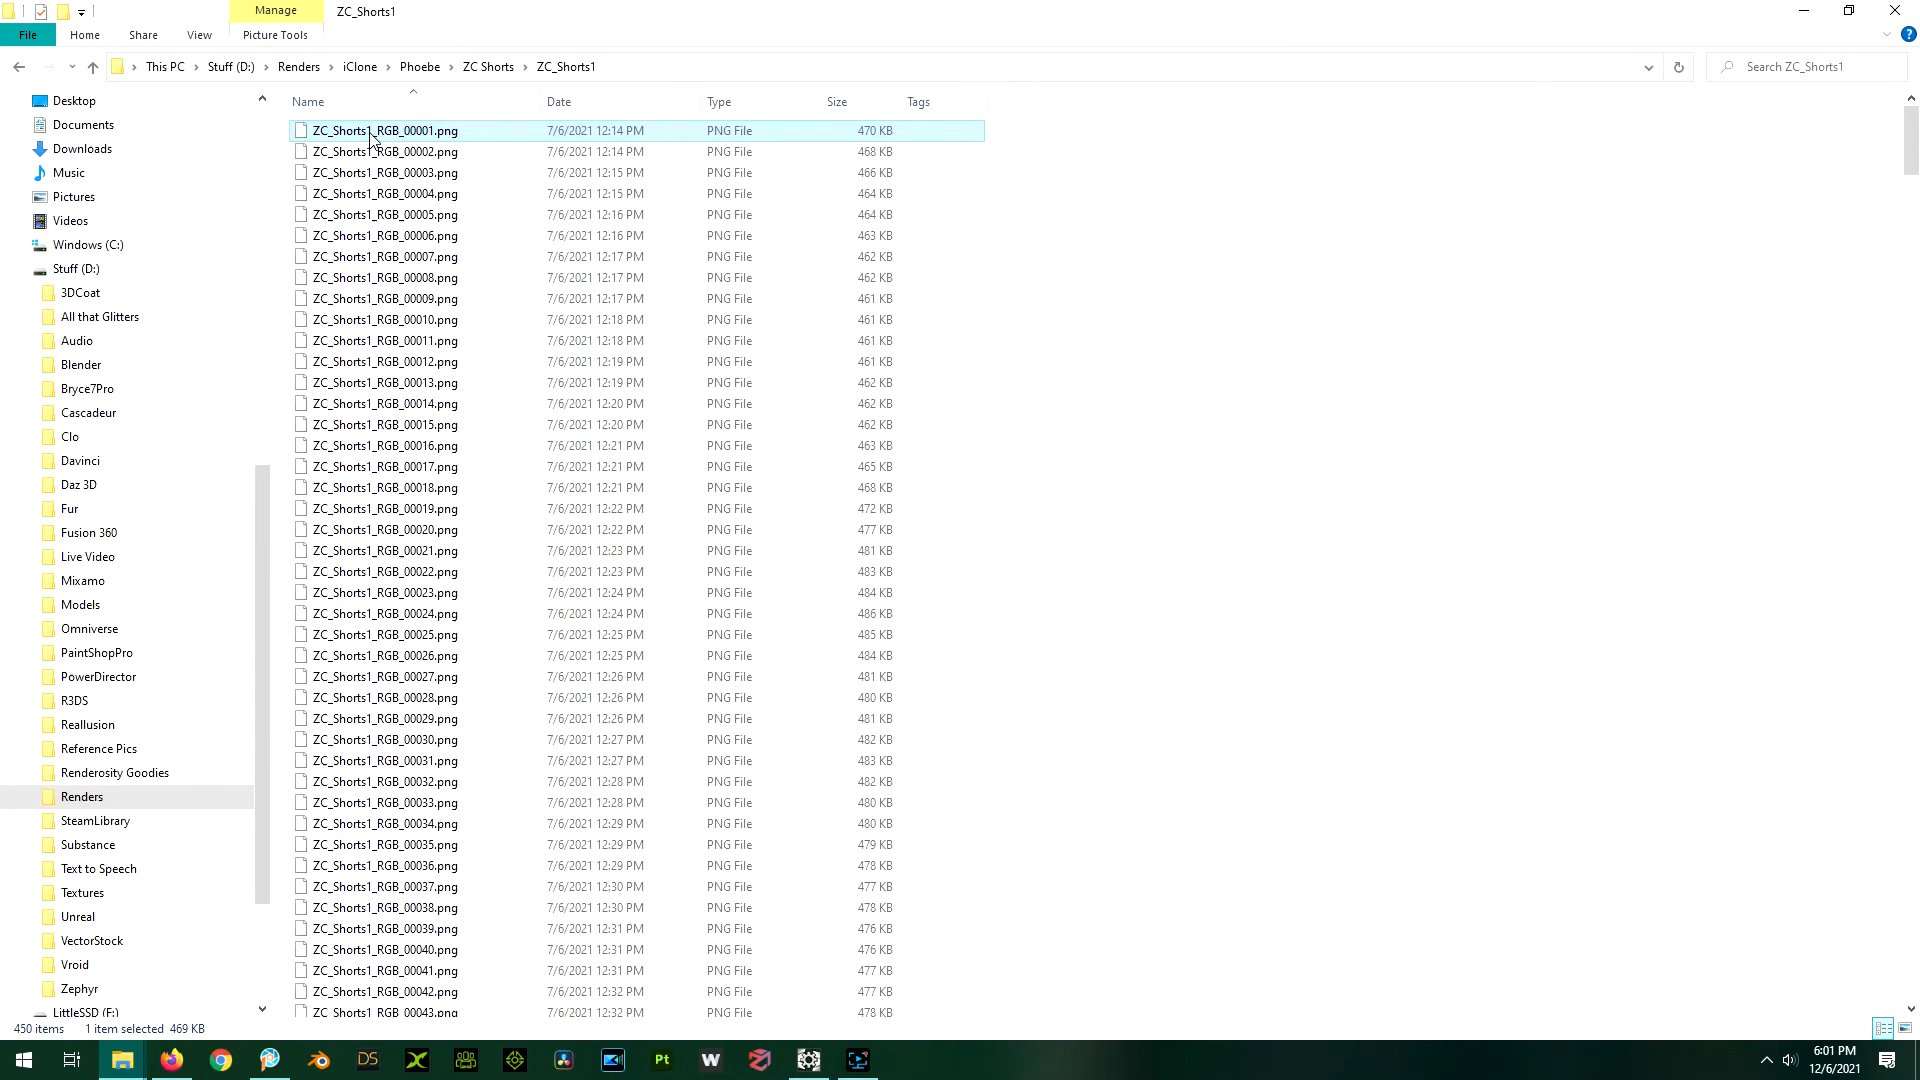 Manage ZC_Shorts1
File Home Share View Picture Tools
This PC Stuff (D:) Renders iClone Phoebe ZC Shorts ZC_Shorts1 Search ZC_Shorts1
Desktop
Documents
Downloads
Music
Pictures
Videos
Windows (C:)
Stuff (D:)
3DCoat
All that Glitters
Audio
Blender
Bryce7Pro
Cascadeur
Clo
Davinci
Daz 3D
Fur
Fusion 360
Live Video
Mixamo
Models
Omniverse
PaintShopPro
PowerDirector
R3DS
Reallusion
Reference Pics
Renderosity Goodies
Renders
SteamLibrary
Substance
Text to Speech
Textures
Unreal
VectorStock
Vroid
Zephyr
LittleSSD (F:)
Name Date Type Size Tags
ZC_Shorts1_RGB_00001.png 7/6/2021 12:14 PM PNG File 470 KB
ZC_Shorts1_RGB_00002.png 7/6/2021 12:14 PM PNG File 468 KB
ZC_Shorts1_RGB_00003.png 7/6/2021 12:15 PM PNG File 466 KB
ZC_Shorts1_RGB_00004.png 7/6/2021 12:15 PM PNG File 464 KB
ZC_Shorts1_RGB_00005.png 7/6/2021 12:16 PM PNG File 464 KB
ZC_Shorts1_RGB_00006.png 7/6/2021 12:16 PM PNG File 463 KB
ZC_Shorts1_RGB_00007.png 7/6/2021 12:17 PM PNG File 462 KB
ZC_Shorts1_RGB_00008.png 7/6/2021 12:17 PM PNG File 462 KB
ZC_Shorts1_RGB_00009.png 7/6/2021 12:17 PM PNG File 461 KB
ZC_Shorts1_RGB_00010.png 7/6/2021 12:18 PM PNG File 461 KB
ZC_Shorts1_RGB_00011.png 7/6/2021 12:18 PM PNG File 461 KB
ZC_Shorts1_RGB_00012.png 7/6/2021 12:19 PM PNG File 461 KB
ZC_Shorts1_RGB_00013.png 7/6/2021 12:19 PM PNG File 462 KB
ZC_Shorts1_RGB_00014.png 7/6/2021 12:20 PM PNG File 462 KB
ZC_Shorts1_RGB_00015.png 7/6/2021 12:20 PM PNG File 462 KB
ZC_Shorts1_RGB_00016.png 7/6/2021 12:21 PM PNG File 463 KB
ZC_Shorts1_RGB_00017.png 7/6/2021 12:21 PM PNG File 465 KB
ZC_Shorts1_RGB_00018.png 7/6/2021 12:21 PM PNG File 468 KB
ZC_Shorts1_RGB_00019.png 7/6/2021 12:22 PM PNG File 472 KB
ZC_Shorts1_RGB_00020.png 7/6/2021 12:22 PM PNG File 477 KB
ZC_Shorts1_RGB_00021.png 7/6/2021 12:23 PM PNG File 481 KB
ZC_Shorts1_RGB_00022.png 7/6/2021 12:23 PM PNG File 483 KB
ZC_Shorts1_RGB_00023.png 7/6/2021 12:24 PM PNG File 484 KB
ZC_Shorts1_RGB_00024.png 7/6/2021 12:24 PM PNG File 486 KB
ZC_Shorts1_RGB_00025.png 7/6/2021 12:25 PM PNG File 485 KB
ZC_Shorts1_RGB_00026.png 7/6/2021 12:25 PM PNG File 484 KB
ZC_Shorts1_RGB_00027.png 7/6/2021 12:26 PM PNG File 481 KB
ZC_Shorts1_RGB_00028.png 7/6/2021 12:26 PM PNG File 480 KB
ZC_Shorts1_RGB_00029.png 7/6/2021 12:26 PM PNG File 481 KB
ZC_Shorts1_RGB_00030.png 7/6/2021 12:27 PM PNG File 482 KB
ZC_Shorts1_RGB_00031.png 7/6/2021 12:27 PM PNG File 483 KB
ZC_Shorts1_RGB_00032.png 7/6/2021 12:28 PM PNG File 482 KB
ZC_Shorts1_RGB_00033.png 7/6/2021 12:28 PM PNG File 480 KB
ZC_Shorts1_RGB_00034.png 7/6/2021 12:29 PM PNG File 480 KB
ZC_Shorts1_RGB_00035.png 7/6/2021 12:29 PM PNG File 479 KB
ZC_Shorts1_RGB_00036.png 7/6/2021 12:29 PM PNG File 478 KB
ZC_Shorts1_RGB_00037.png 7/6/2021 12:30 PM PNG File 477 KB
ZC_Shorts1_RGB_00038.png 7/6/2021 12:30 PM PNG File 478 KB
ZC_Shorts1_RGB_00039.png 7/6/2021 12:31 PM PNG File 476 KB
ZC_Shorts1_RGB_00040.png 7/6/2021 12:31 PM PNG File 476 KB
ZC_Shorts1_RGB_00041.png 7/6/2021 12:31 PM PNG File 477 KB
ZC_Shorts1_RGB_00042.png 7/6/2021 12:32 PM PNG File 477 KB
ZC_Shorts1_RGB_00043.png 7/6/2021 12:32 PM PNG File 478 KB
450 items 1 item selected 469 KB
DS Pt W
6:01 PM
12/6/2021